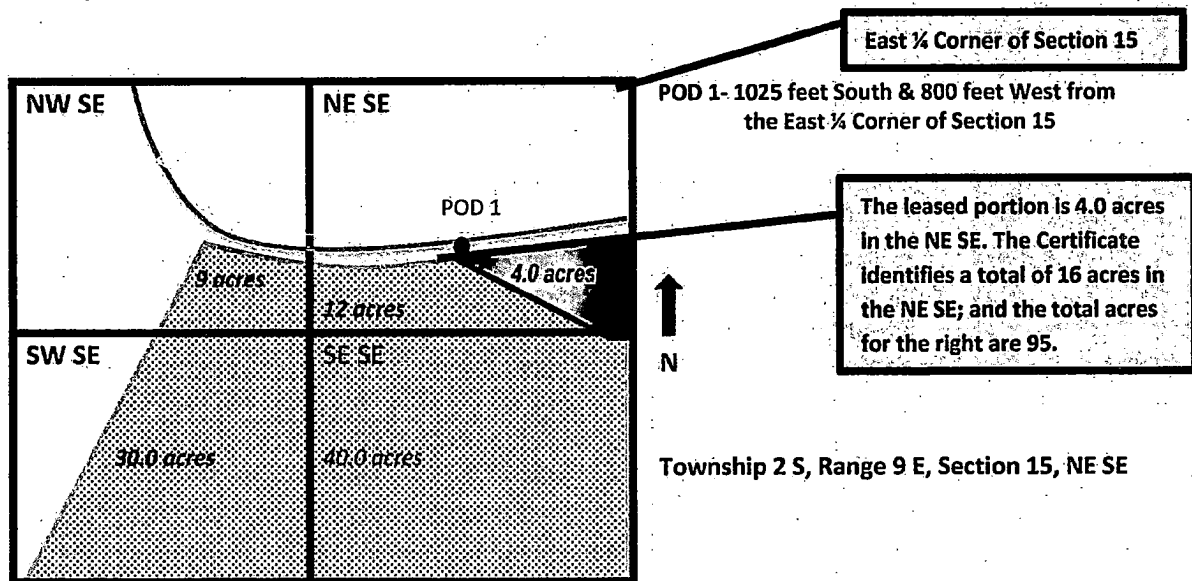 East ¼ Corner of Section 15
NW SE
NE SE
POD 1- 1025 feet South & 800 feet West from
the East ¼ Corner of Section 15
POD 1
The leased portion is 4.0 acres
in the NE SE. The Certificate
identifies a total of 16 acres in
the NE SE; and the total acres
for the right are 95.
9 acres
4.0 acres
12 acres
N
SW SE
SE SE
30.0 acres
40.0 acres
Township 2 S, Range 9 E, Section 15, NE SE